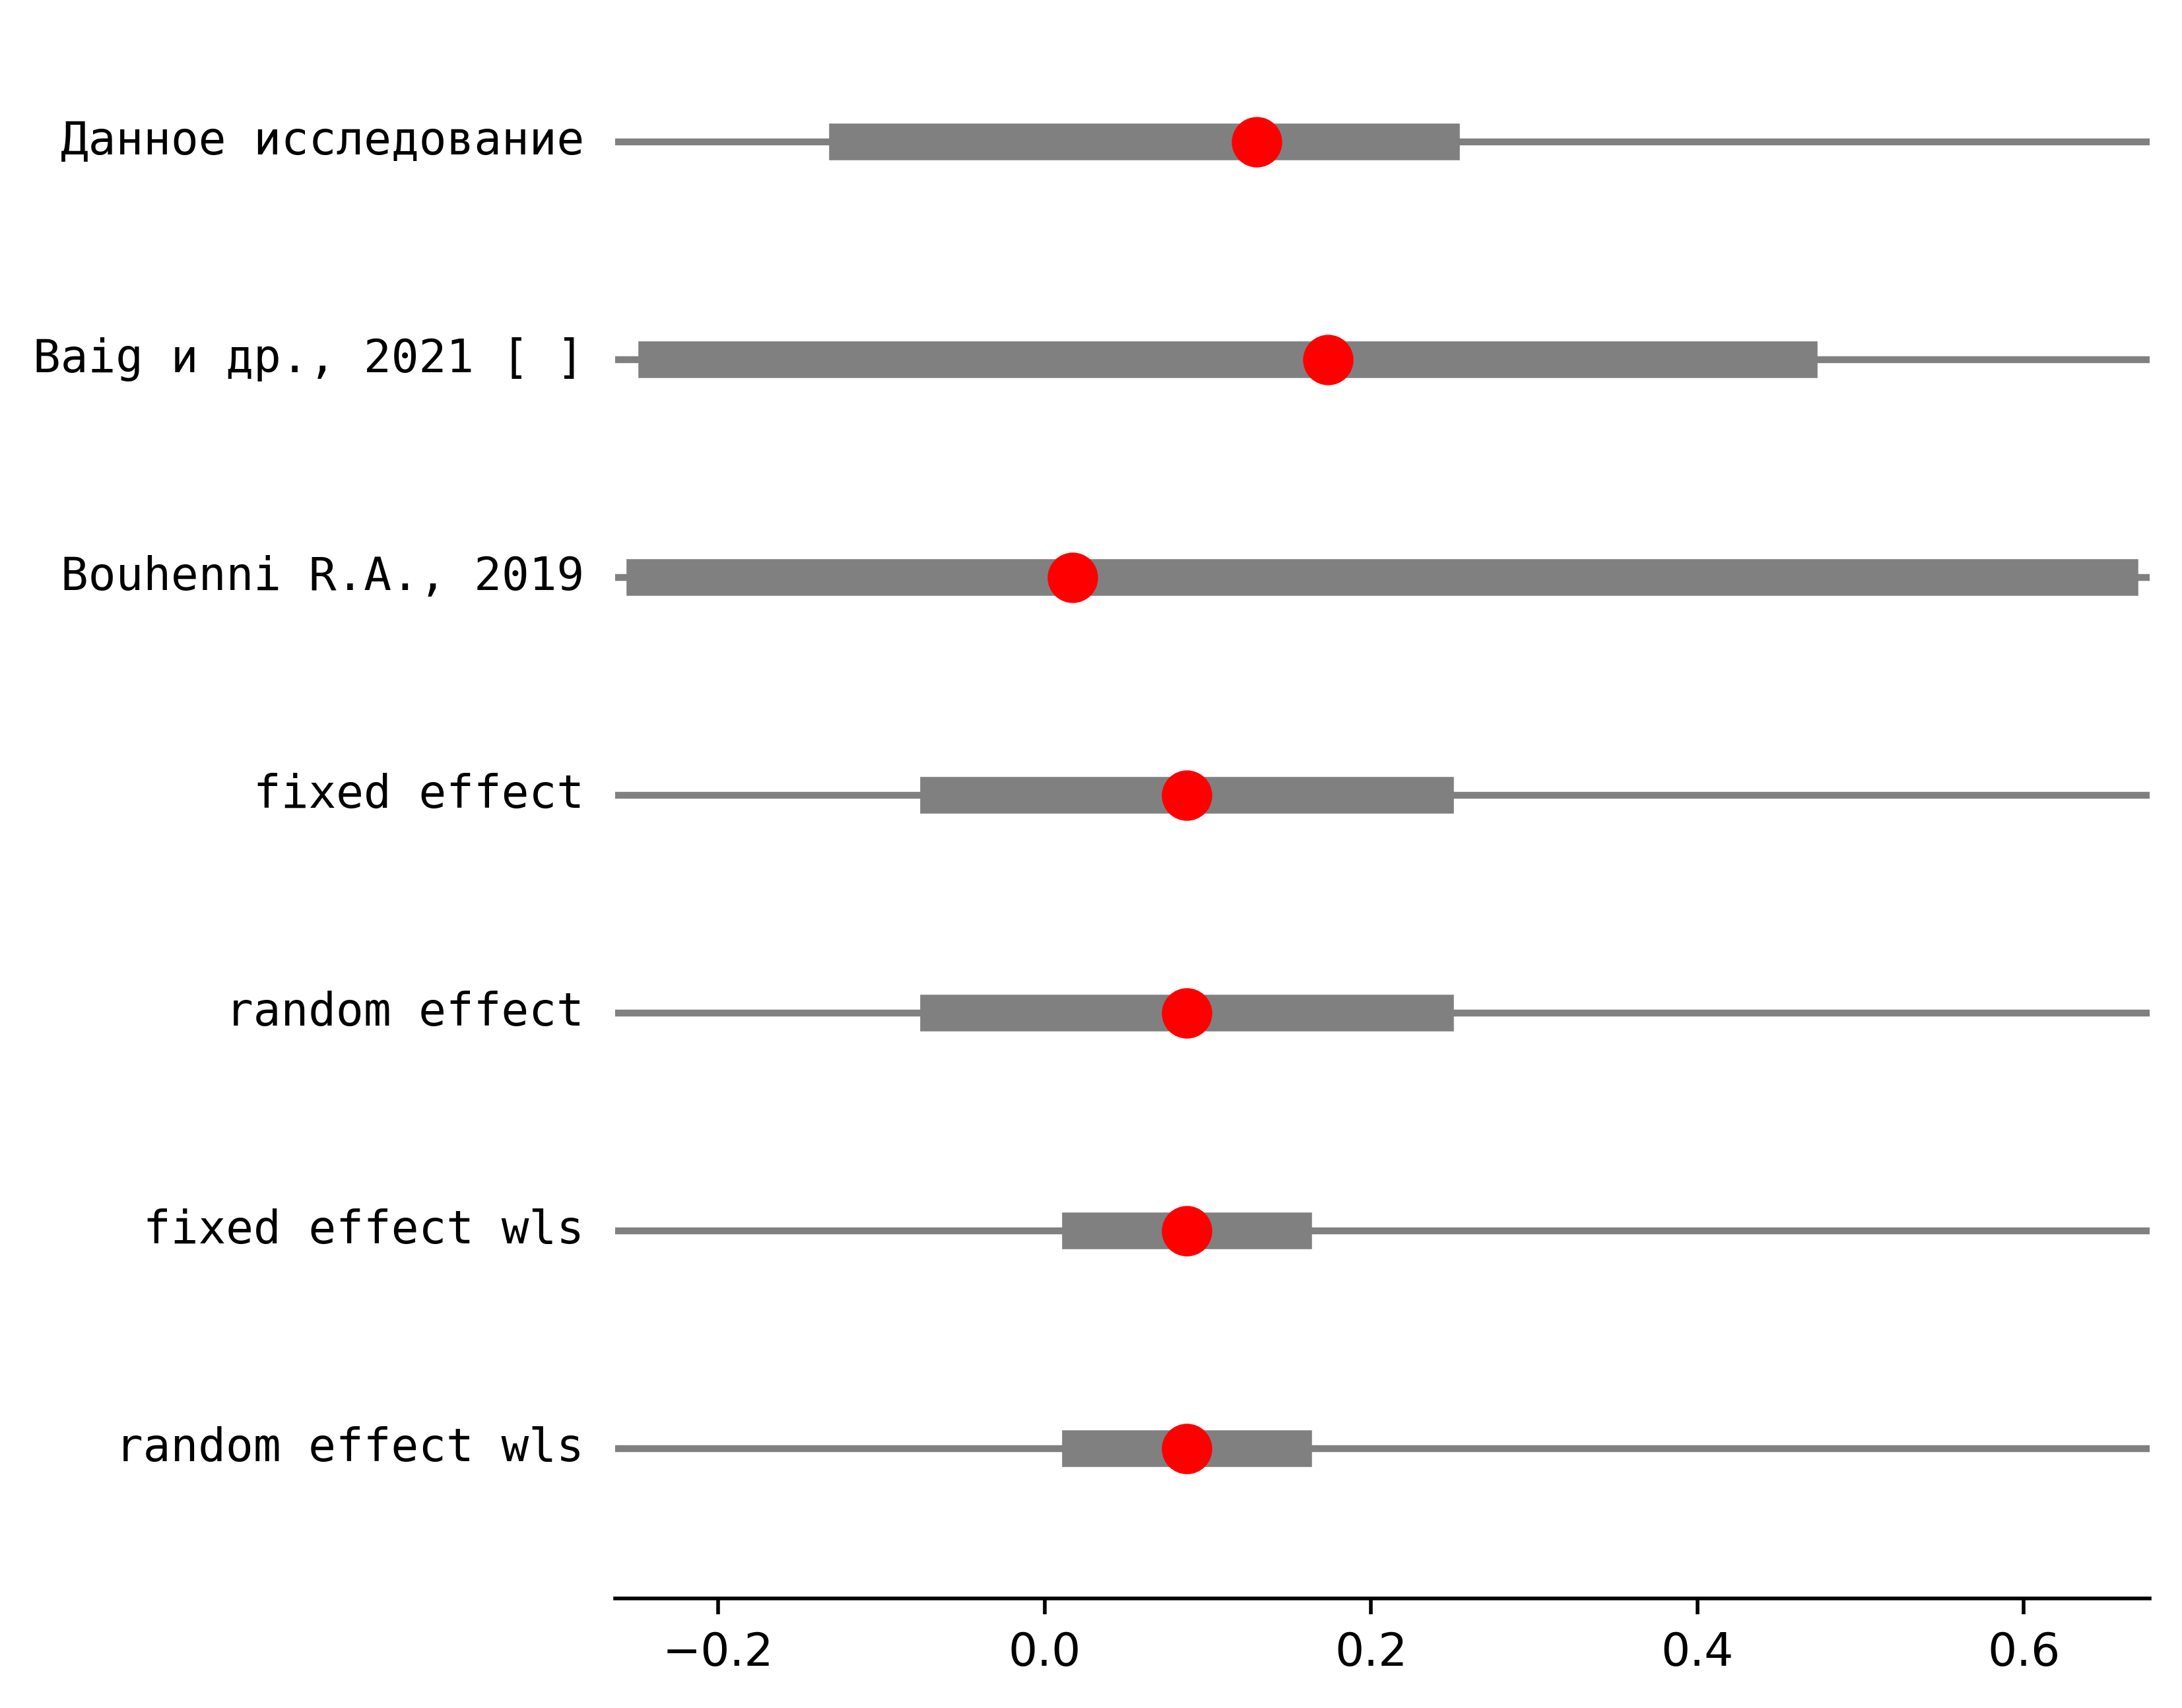 Данное исследование
Baig и др., 2021 [ ]
Bouhenni R.A., 2019
fixed effect
random effect
fixed effect wls
random effect wls
−0.2 0.0 0.2 0.4 0.6